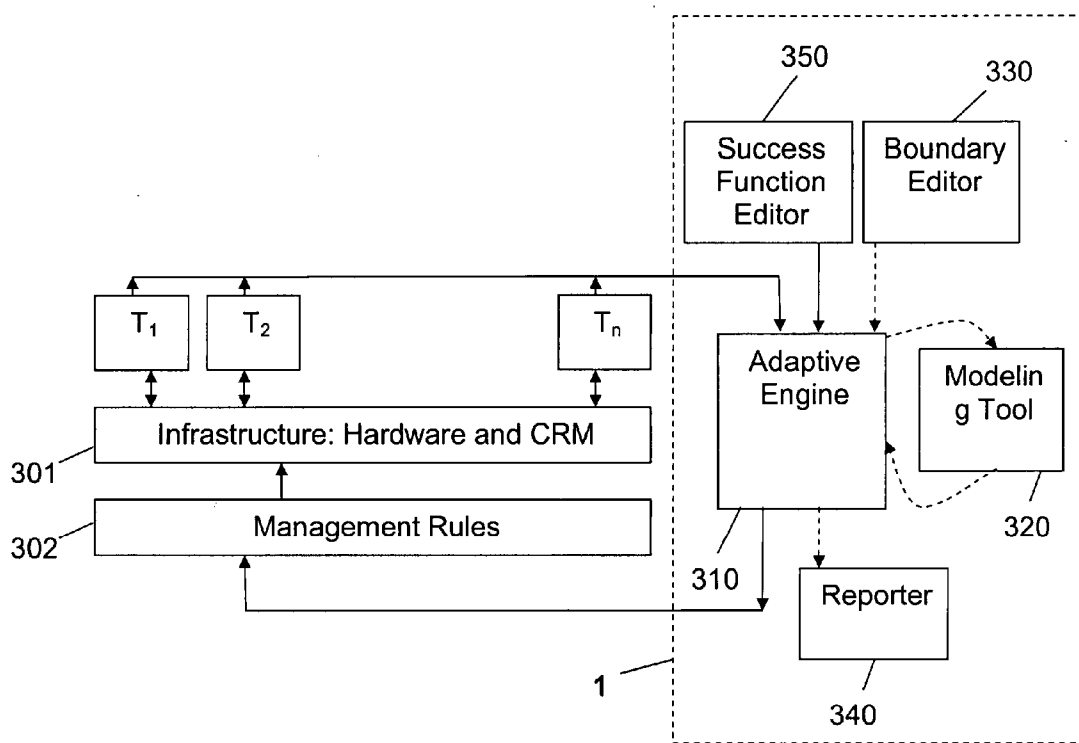 350
330
Success
Function
Editor
Boundary
Editor
T1
T2
Tn
Adaptive
Engine
Modelin
g Tool
Infrastructure: Hardware and CRM
301
Management Rules
302
320
310
Reporter
1
340